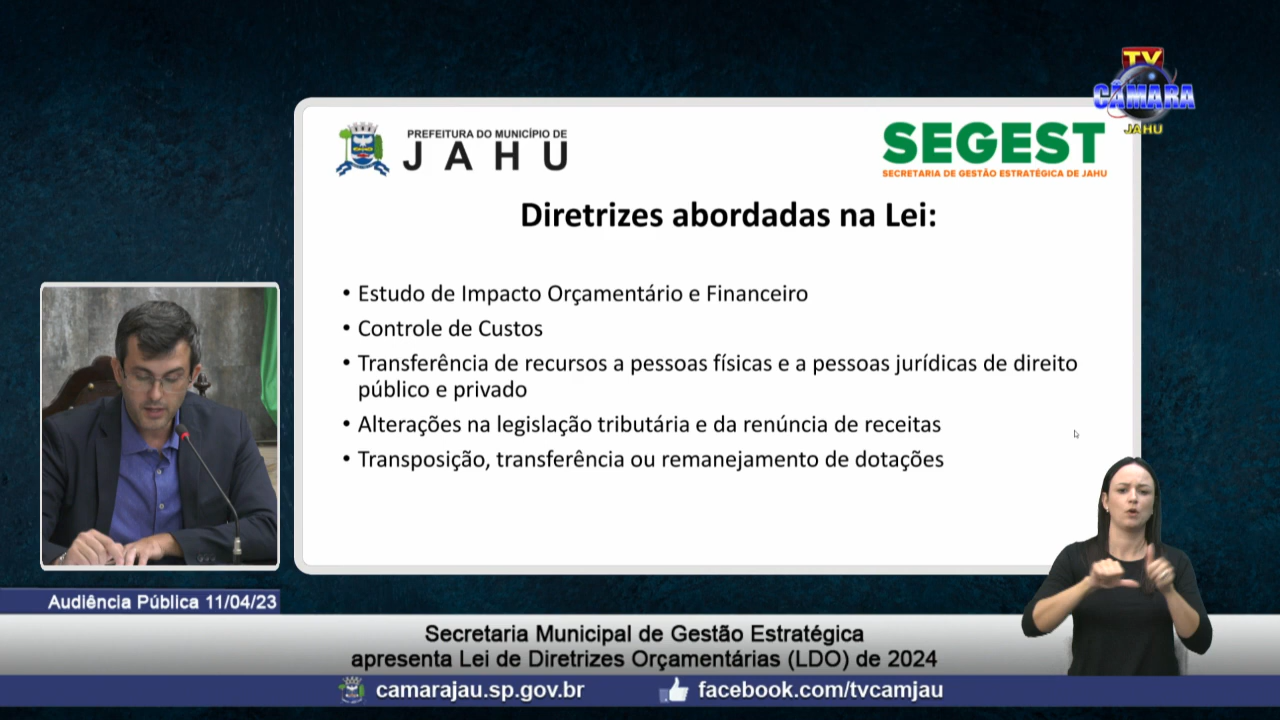 TV
CÂMARA
JAHU
PREFEITURA DO MUNICÍPIO DE
JAHU
SEGEST
SECRETARIA DE GESTÃO ESTRATÉGICA DE JAHU
Diretrizes abordadas na Lei:
• Estudo de Impacto Orçamentário e Financeiro
• Controle de Custos
• Transferência de recursos a pessoas físicas e a pessoas jurídicas de direito
público e privado
• Alterações na legislação tributária e da renúncia de receitas
• Transposição, transferência ou remanejamento de dotações
Audiência Pública 11/04/23
Secretaria Municipal de Gestão Estratégica
apresenta Lei de Diretrizes Orçamentárias (LDO) de 2024
camarajau.sp.gov.br
facebook.com/tvcamjau